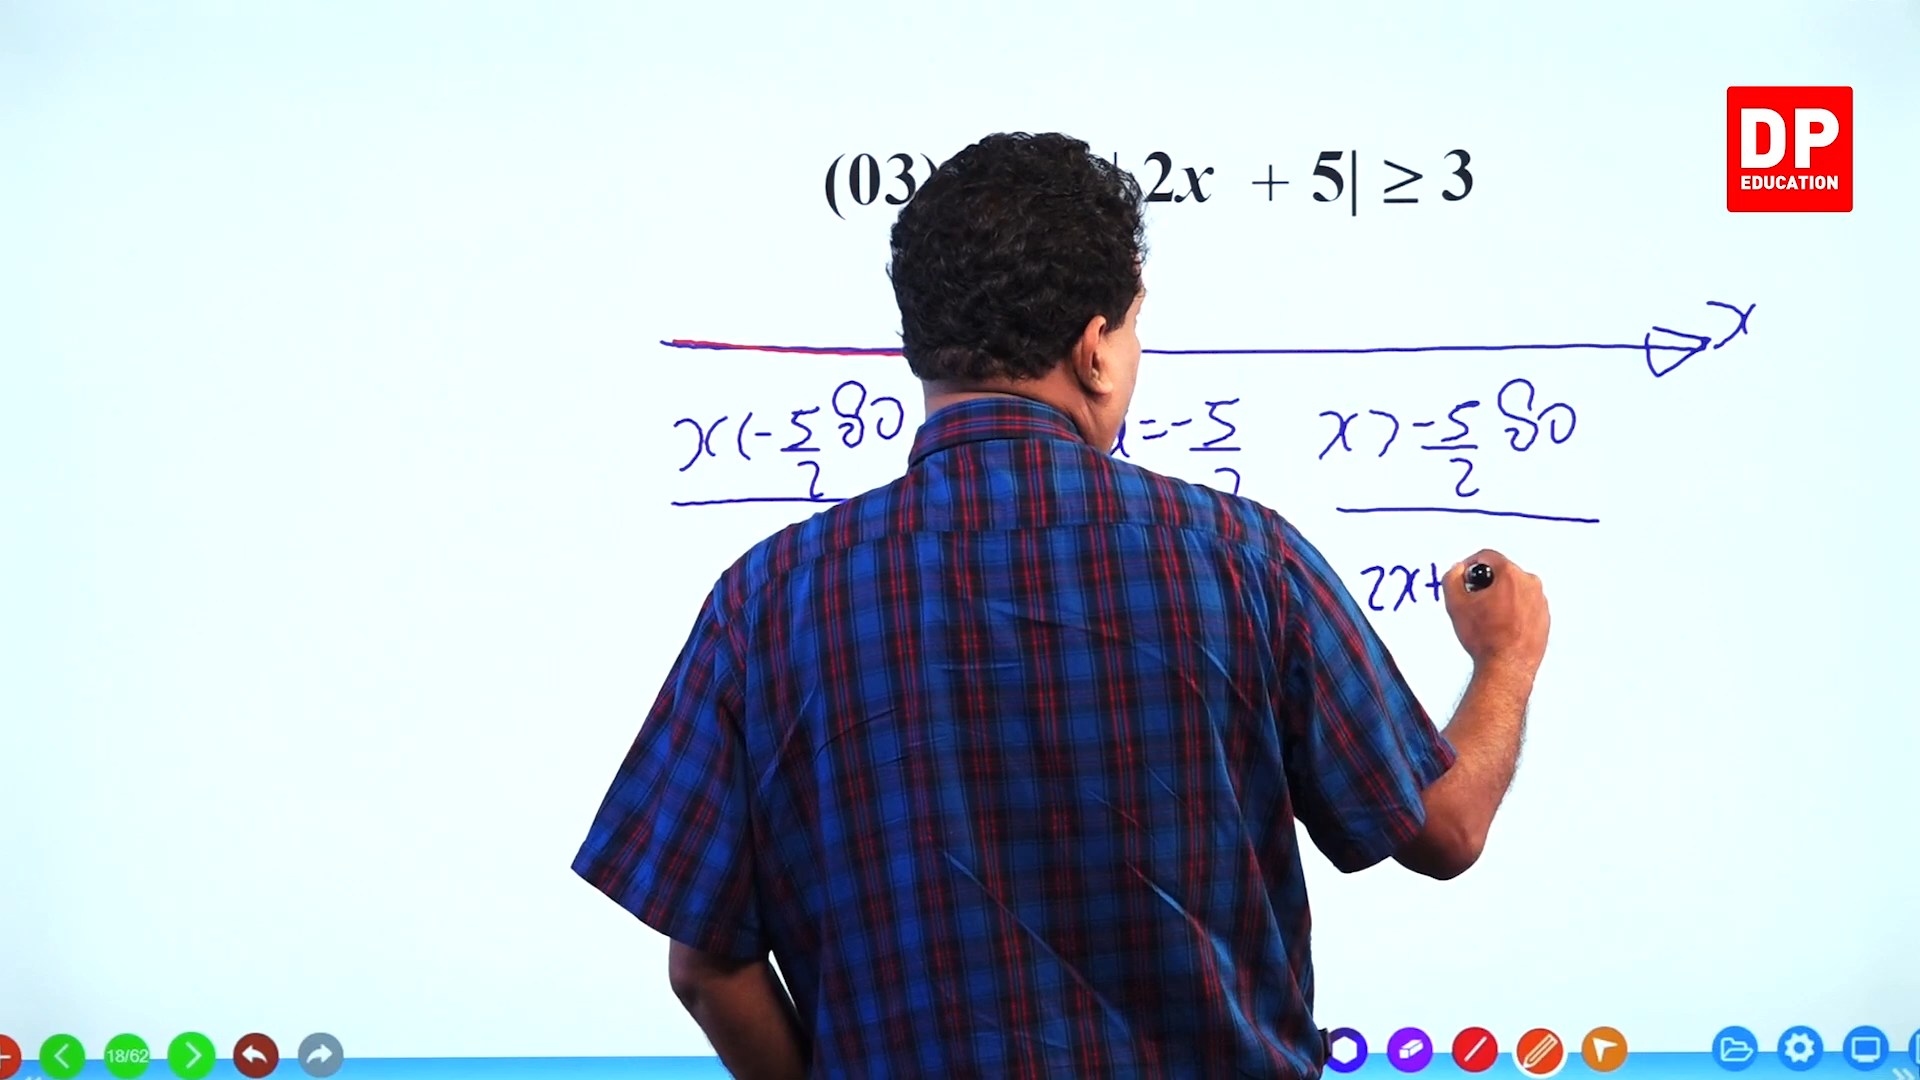 DP
EDUCATION
(03) 2x + 5| ≥ 3
x
x<-5/2 විට
x=-5/2
x>-5/2 විට
2x+
18/62